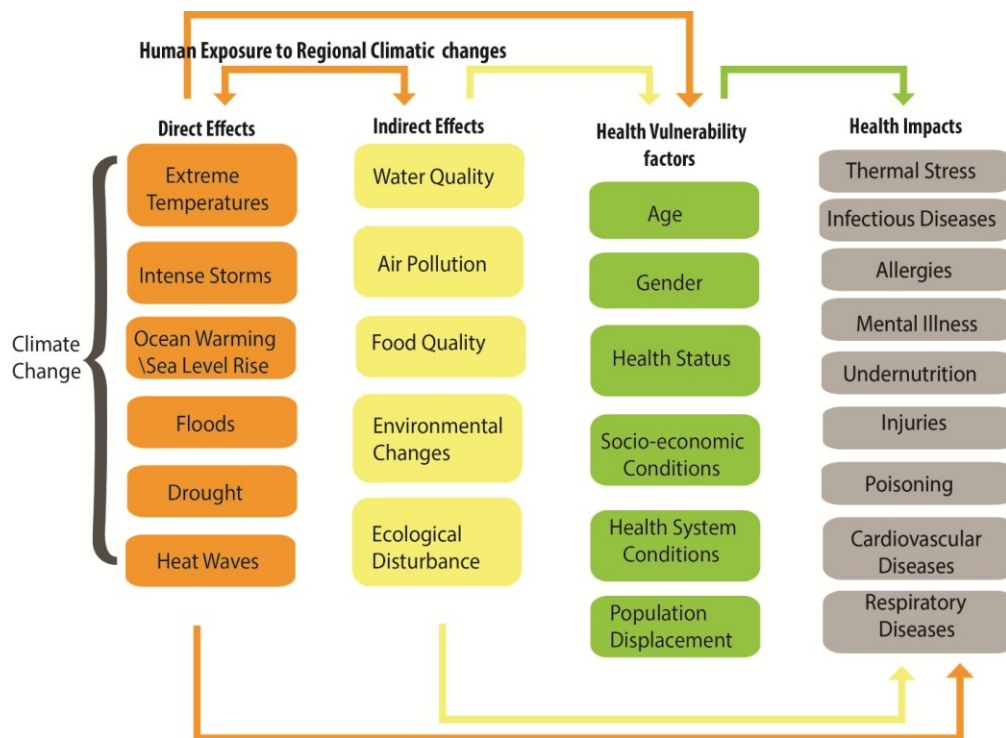 Human Exposure to Regional Climatic changes
Direct Effects
Indirect Effects
Health Vulnerability
factors
Health Impacts
Climate
Change
Extreme
Temperatures
Intense Storms
Ocean Warming
\Sea Level Rise
Floods
Drought
Heat Waves
Water Quality
Air Pollution
Food Quality
Environmental
Changes
Ecological
Disturbance
Age
Gender
Health Status
Socio-economic
Conditions
Health System
Conditions
Population
Displacement
Thermal Stress
Infectious Diseases
Allergies
Mental Illness
Undernutrition
Injuries
Poisoning
Cardiovascular
Diseases
Respiratory
Diseases